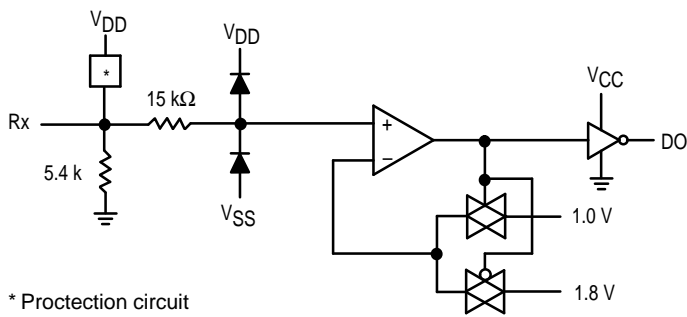 VDD
*
VDD
15 kΩ
Rx
5.4 k
VSS
+
−
VCC
DO
1.0 V
1.8 V
* Proctection circuit